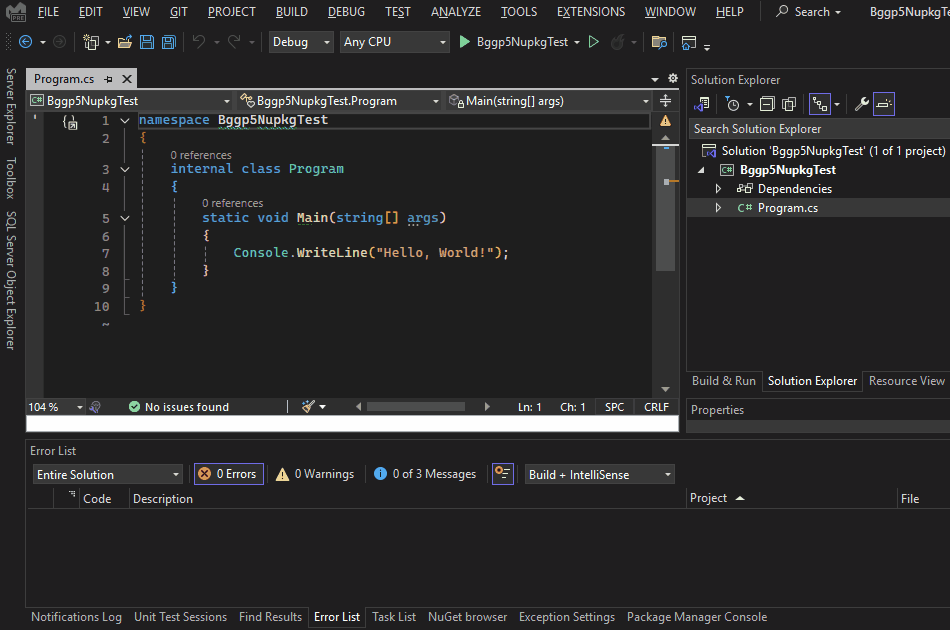 PRE FILE EDIT VIEW GIT PROJECT BUILD DEBUG TEST ANALYZE TOOLS EXTENSIONS WINDOW HELP Search Bggp5NupkgTe
Debug Any CPU Bggp5NupkgTest
Server Explorer
Toolbox
SQL Server Object Explorer
Program.cs
C# Bggp5NupkgTest Bggp5NupkgTest.Program Main(string[] args)
1 namespace Bggp5NupkgTest
2 {
0 references
3 internal class Program
4 {
0 references
5 static void Main(string[] args)
6 {
7 Console.WriteLine("Hello, World!");
8 }
9 }
10 }
~
104 % No issues found Ln: 1 Ch: 1 SPC CRLF
Solution Explorer
Search Solution Explorer
Solution 'Bggp5NupkgTest' (1 of 1 project)
C# Bggp5NupkgTest
Dependencies
C# Program.cs
Build & Run Solution Explorer Resource View
Properties
Error List
Entire Solution 0 Errors 0 Warnings 0 of 3 Messages Build + IntelliSense
Code Description Project File
Notifications Log Unit Test Sessions Find Results Error List Task List NuGet browser Exception Settings Package Manager Console